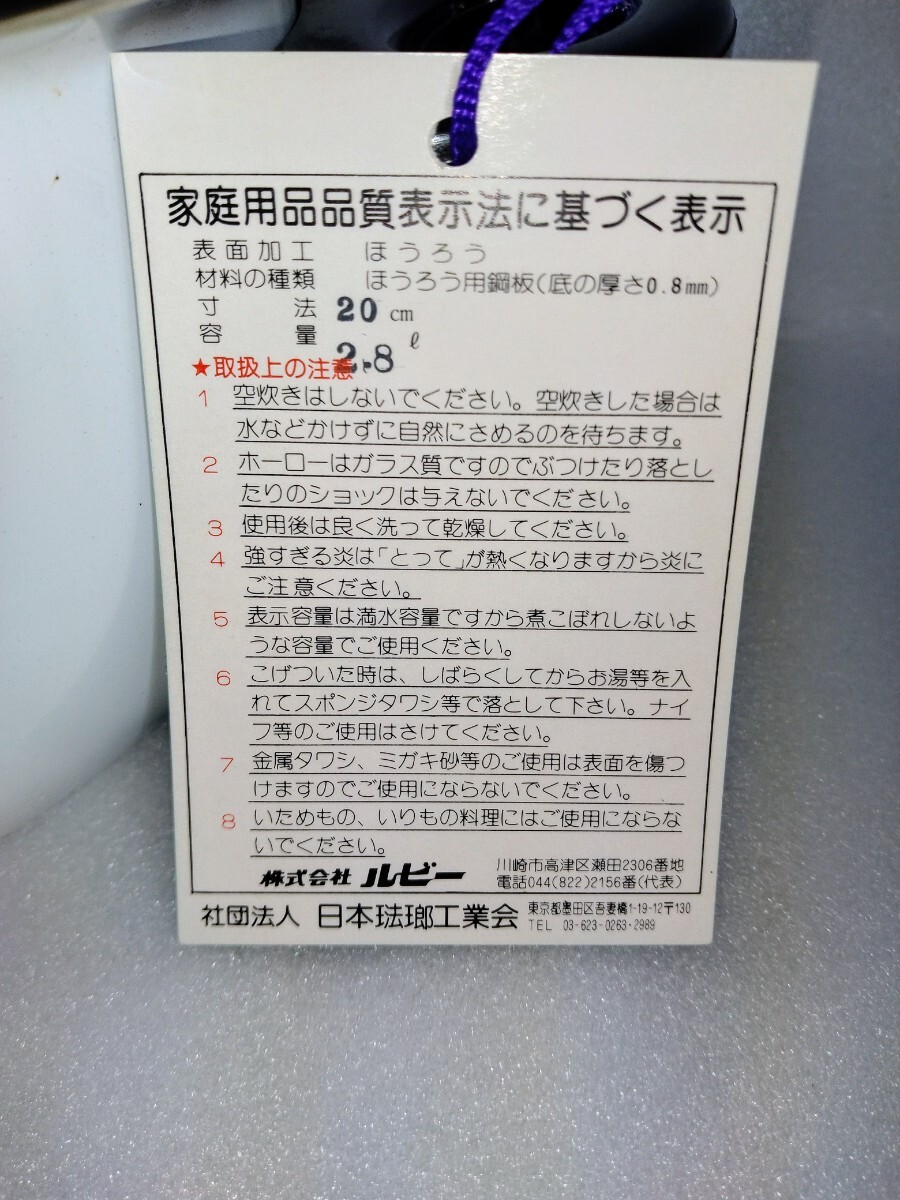 家庭用品品質表示法に基づく表示
表面加工 ほうろう
材料の種類 ほうろう用鋼板(底の厚さ0.8mm)
寸法 20 cm
容量 2.8 ℓ
★取扱上の注意
1 空炊きはしないでください。空炊きした場合は
水などかけずに自然にさめるのを待ちます。
2 ホーローはガラス質ですのでぶつけたり落とし
たりのショックは与えないでください。
3 使用後は良く洗って乾燥してください。
4 強すぎる炎は「とって」が熱くなりますから炎に
ご注意ください。
5 表示容量は満水容量ですから煮こぼれしないよ
うな容量でご使用ください。
6 こげついた時は、しばらくしてからお湯等を入
れてスポンジタワシ等で落として下さい。ナイ
フ等のご使用はさけてください。
7 金属タワシ、ミガキ砂等のご使用は表面を傷つ
けますのでご使用にならないでください。
8 いためもの、いりもの料理にはご使用にならな
いでください。
株式会社 ルビー 川崎市高津区瀬田2306番地
電話044(822)2156番(代表)
社団法人 日本琺瑯工業会 東京都墨田区吾妻橋1-19-12〒130
TEL 03-623-0263・2989